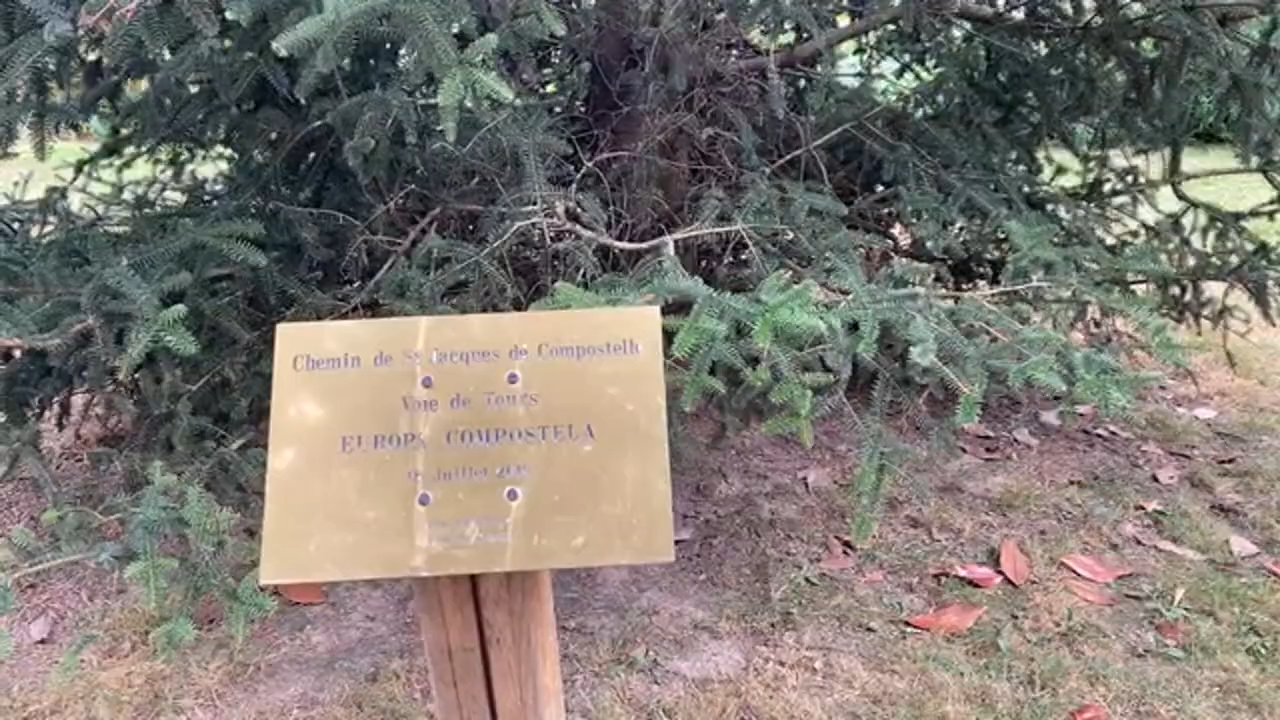 Chemin de St Jacques de Compostelle
Voie de Tours
EUROPA COMPOSTELA
Juillet